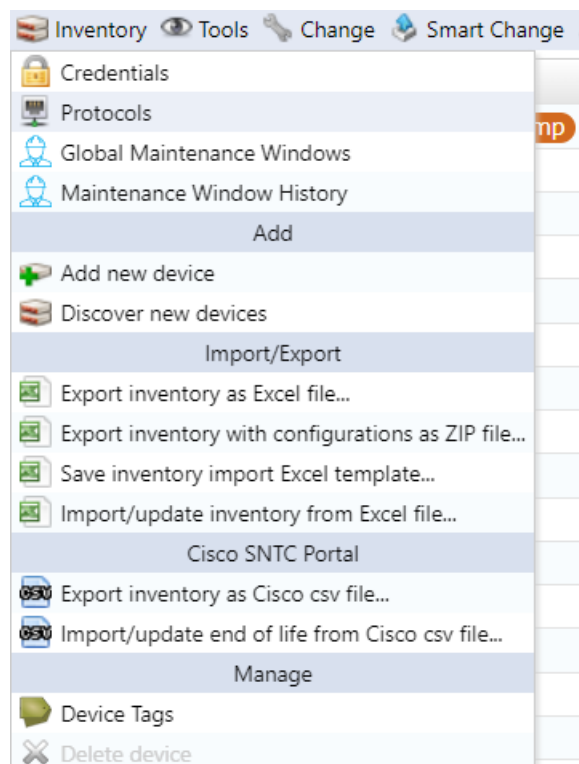 Inventory Tools Change Smart Change
Credentials
Protocols
mp
Global Maintenance Windows
Maintenance Window History
Add
Add new device
Discover new devices
Import/Export
Export inventory as Excel file...
Export inventory with configurations as ZIP file...
Save inventory import Excel template...
Import/update inventory from Excel file...
Cisco SNTC Portal
CSV Export inventory as Cisco csv file...
CSV Import/update end of life from Cisco csv file...
Manage
Device Tags
Delete device